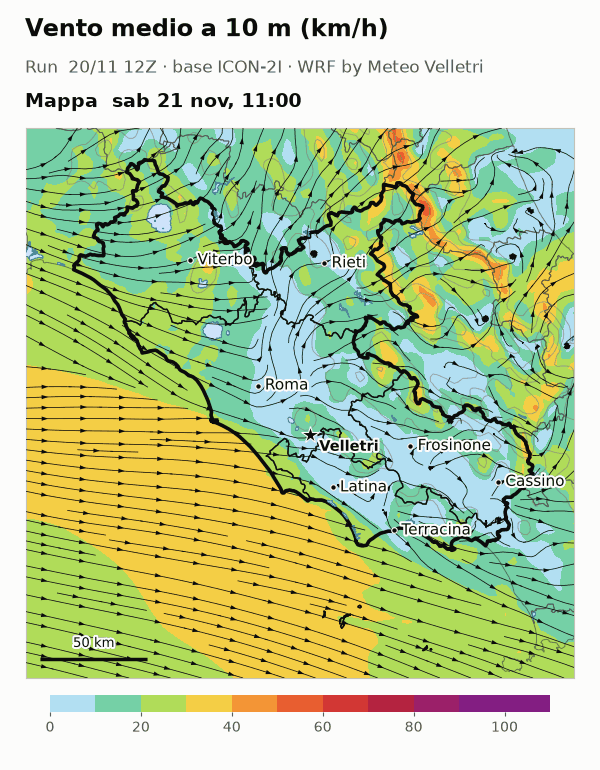 Vento medio a 10 m (km/h)
Run 20/11 12Z · base ICON-2I · WRF by Meteo Velletri
Mappa sab 21 nov, 11:00
Viterbo
Rieti
Roma
Velletri
Frosinone
Cassino
Latina
Terracina
50 km
0 20 40 60 80 100